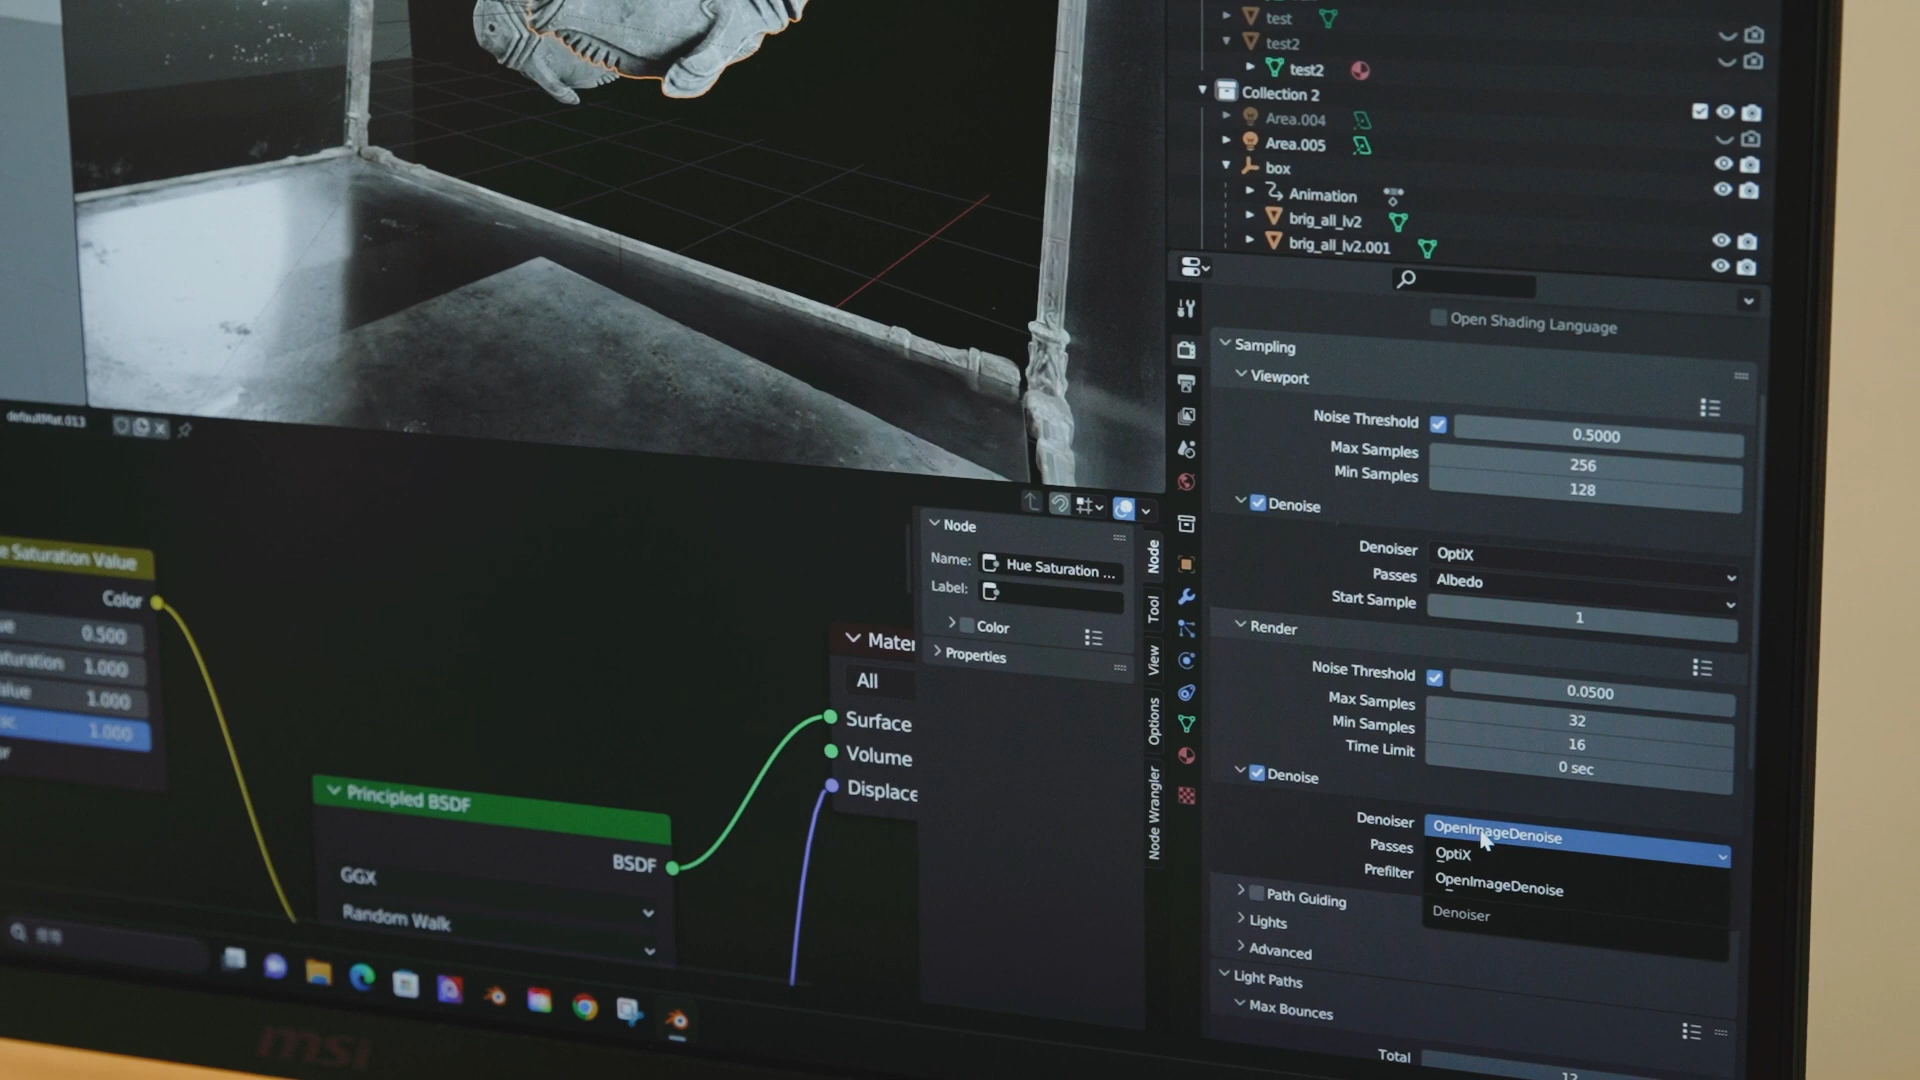 test
test2
test2
Collection 2
Area.004
Area.005
box
Animation
brig_all_lv2
brig_all_lv2.001
Open Shading Language
Sampling
Viewport
Noise Threshold
0.5000
Max Samples
256
Min Samples
128
Denoise
Denoiser
OptiX
Passes
Albedo
Start Sample
1
Render
Noise Threshold
0.0500
Max Samples
32
Min Samples
16
Time Limit
0 sec
Denoise
Denoiser
OpenImageDenoise
Passes
OptiX
Prefilter
OpenImageDenoise
Denoiser
Path Guiding
Lights
Advanced
Light Paths
Max Bounces
Total
12
defaultMat.013
Node
Name:
Hue Saturation ...
Label:
Color
Properties
Node
Tool
View
Options
Node Wrangler
Saturation Value
Color
0.500
1.000
1.000
1.000
Principled BSDF
BSDF
GGX
Random Walk
Mater
All
Surface
Volume
Displace
msi